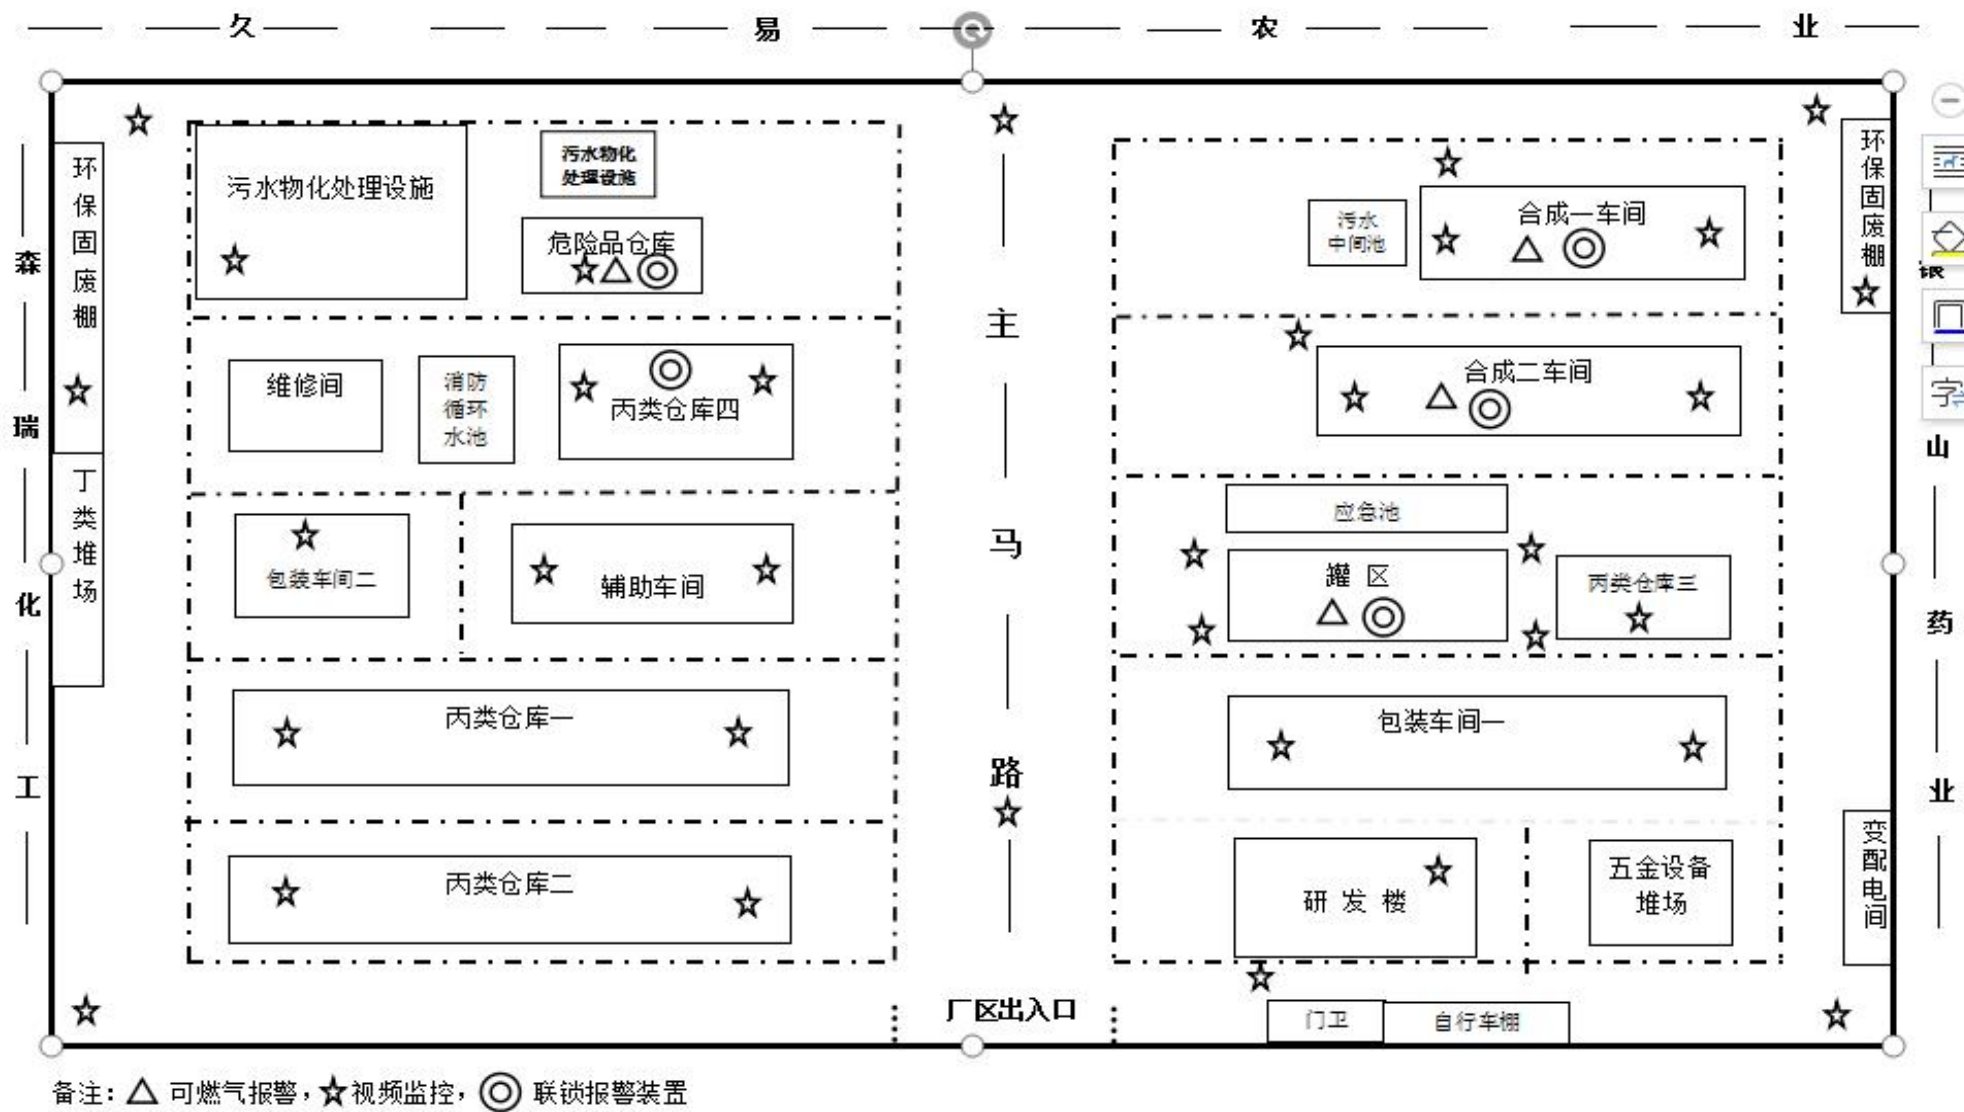 久易农业
森瑞化工
环保固废棚
丁类堆场
污水物化处理设施
污水物化
处理设施
危险品仓库
维修间
消防
循环
水池
丙类仓库四
包装车间二
辅助车间
丙类仓库一
丙类仓库二
主马路
厂区出入口
污水
中间池
合成一车间
合成二车间
应急池
罐 区
丙类仓库三
包装车间一
研 发 楼
五金设备
堆场
门卫
自行车棚
环保固废棚
变配电间
山药业
字
备注：可燃气报警，视频监控，联锁报警装置